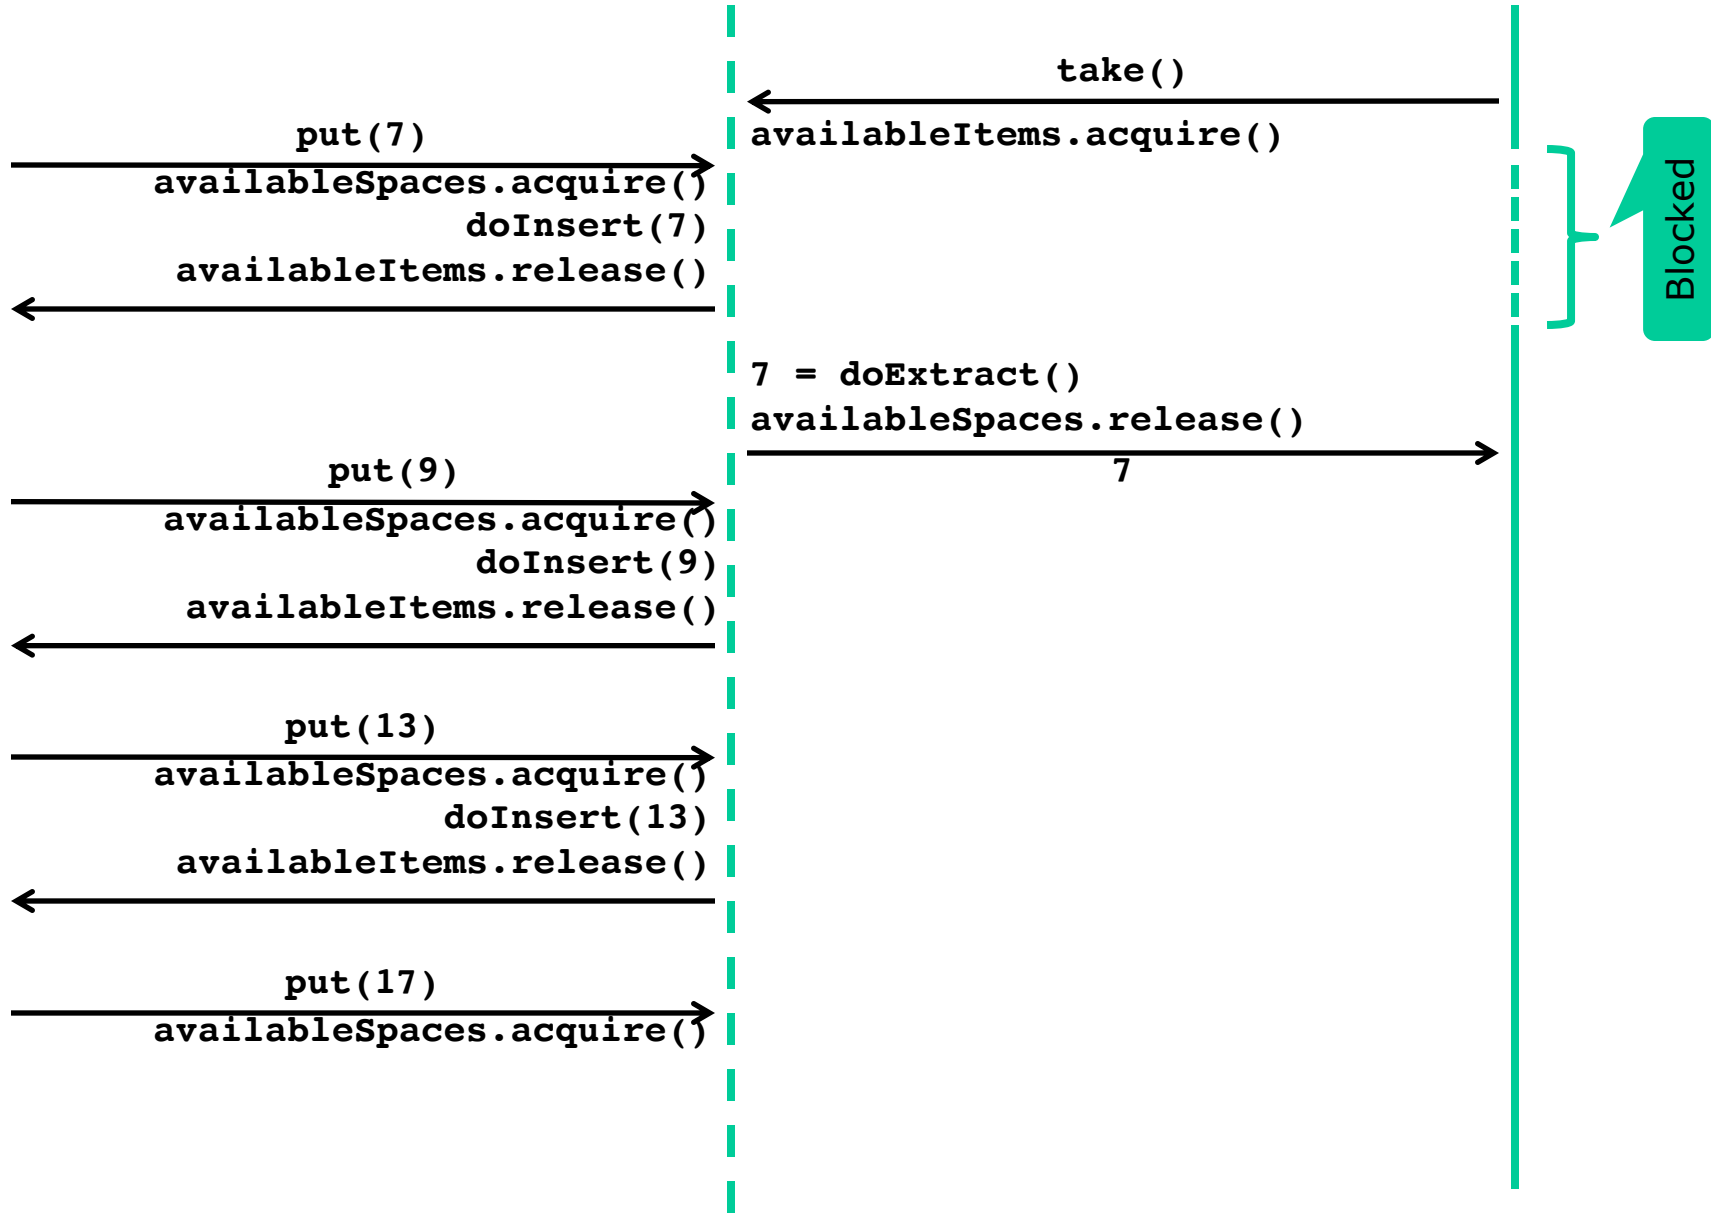 take()
availableItems.acquire()
put(7)
availableSpaces.acquire()
doInsert(7)
availableItems.release()
Blocked
7 = doExtract()
availableSpaces.release()
7
put(9)
availableSpaces.acquire()
doInsert(9)
availableItems.release()
put(13)
availableSpaces.acquire()
doInsert(13)
availableItems.release()
put(17)
availableSpaces.acquire()